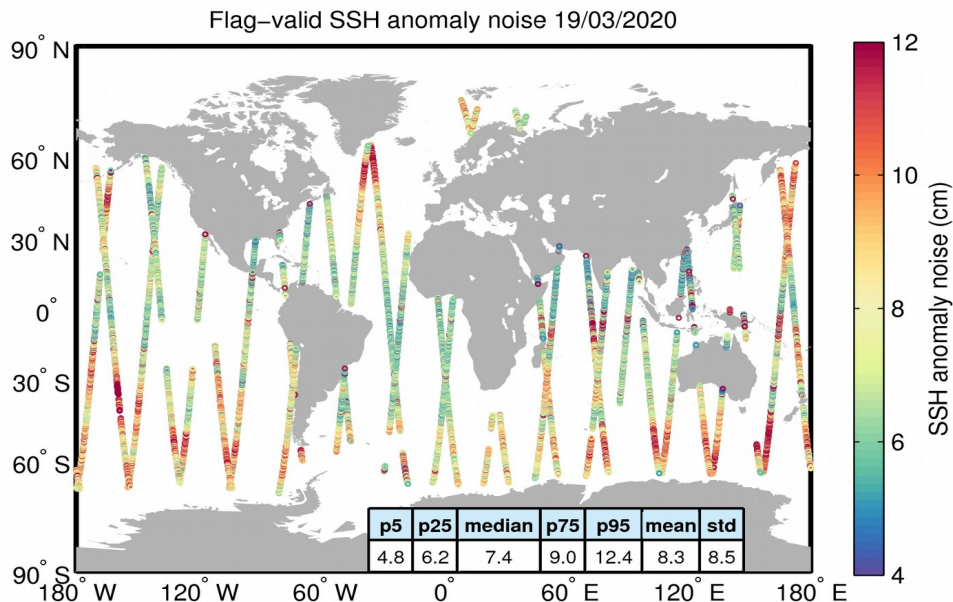 Flag−valid SSH anomaly noise 19/03/2020
90° N
60° N
30° N
0°
30° S
60° S
90° S
180° W
120° W
60° W
0°
60° E
120° E
180° E
p5 p25 median p75 p95 mean std
4.8 6.2 7.4 9.0 12.4 8.3 8.5
12
10
8
6
4
SSH anomaly noise (cm)